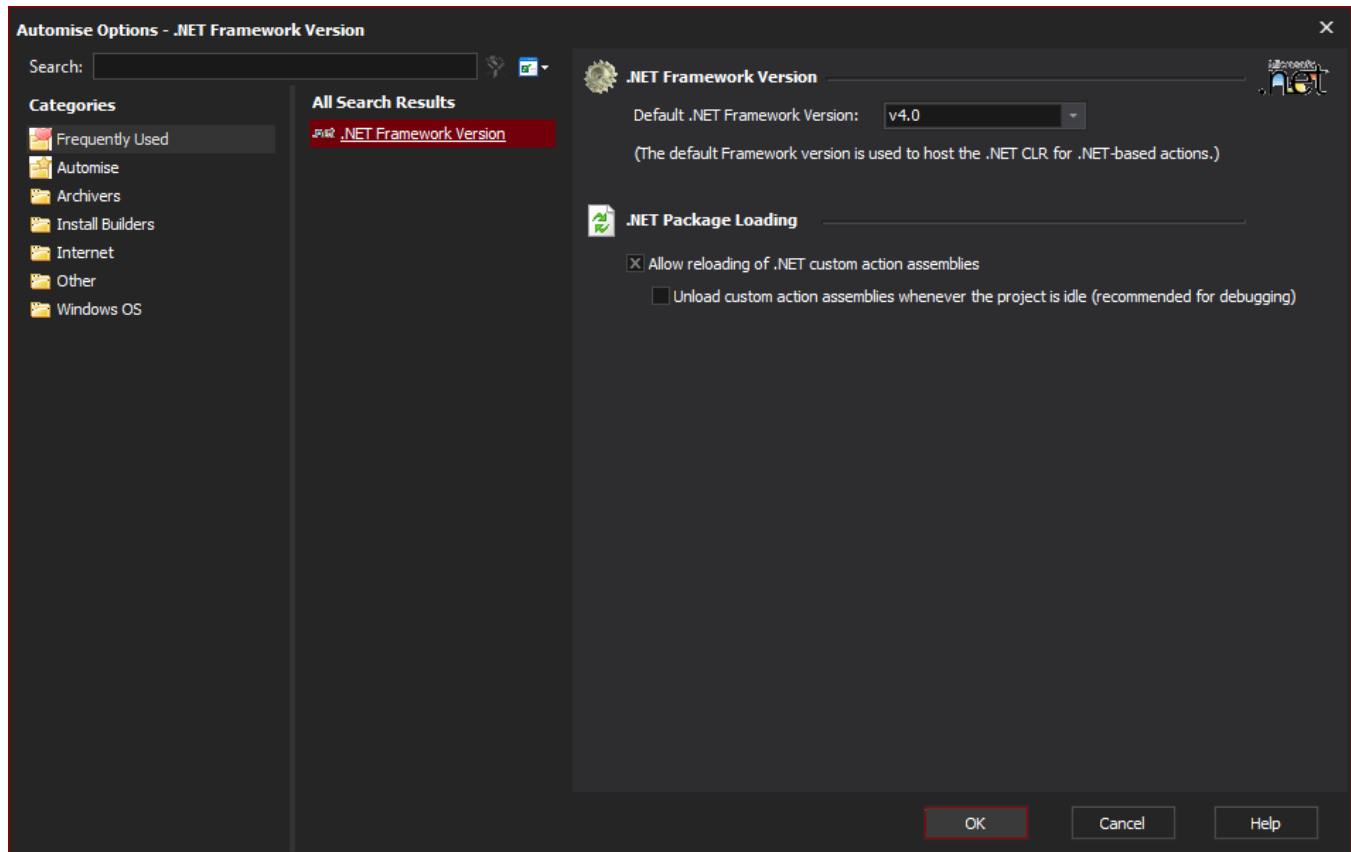 Automise Options - .NET Framework Version
Search:
Categories
Frequently Used
Automise
Archivers
Install Builders
Internet
Other
Windows OS
All Search Results
.NET Framework Version
.NET Framework Version
Microsoft
.net
Default .NET Framework Version: v4.0
(The default Framework version is used to host the .NET CLR for .NET-based actions.)
.NET Package Loading
Allow reloading of .NET custom action assemblies
Unload custom action assemblies whenever the project is idle (recommended for debugging)
OK
Cancel
Help